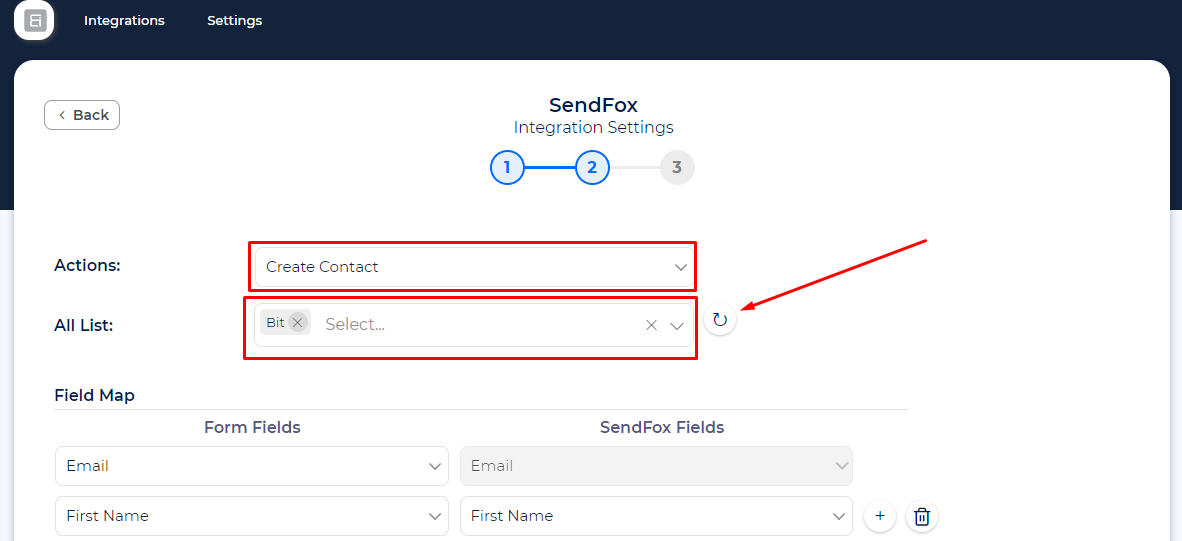 Integrations Settings
Back
SendFox
Integration Settings
1 2 3
Actions: Create Contact
All List: Bit Select...
Field Map
Form Fields SendFox Fields
Email Email
First Name First Name